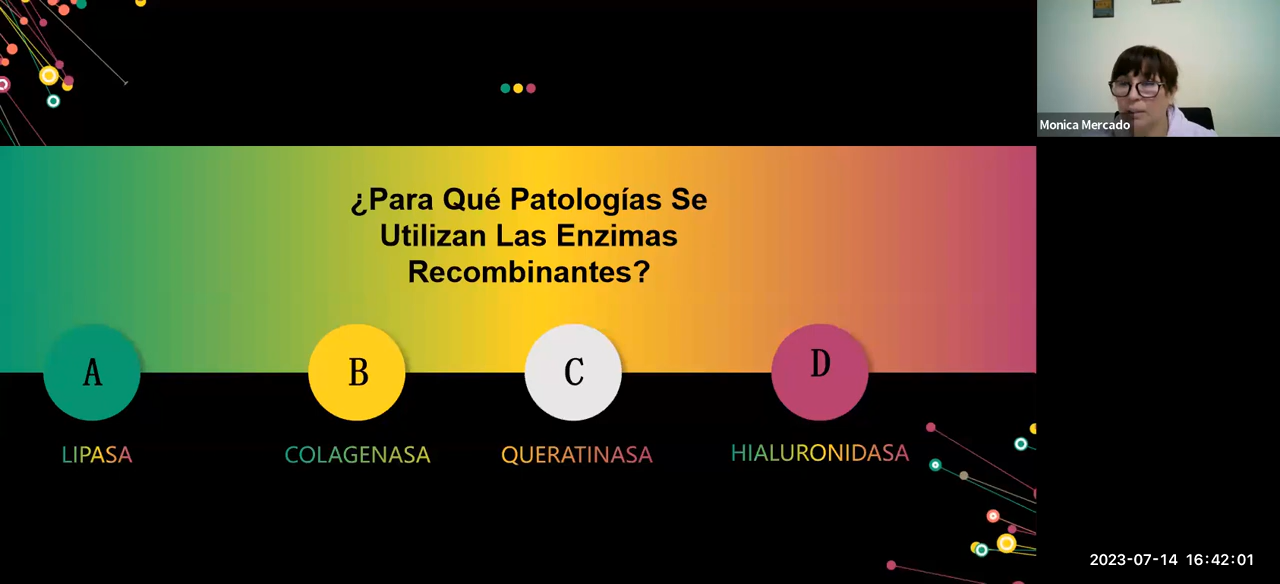 Monica Mercado
¿Para Qué Patologías Se
Utilizan Las Enzimas
Recombinantes?
A
B
C
D
LIPASA
COLAGENASA
QUERATINASA
HIALURONIDASA
2023-07-14 16:42:01